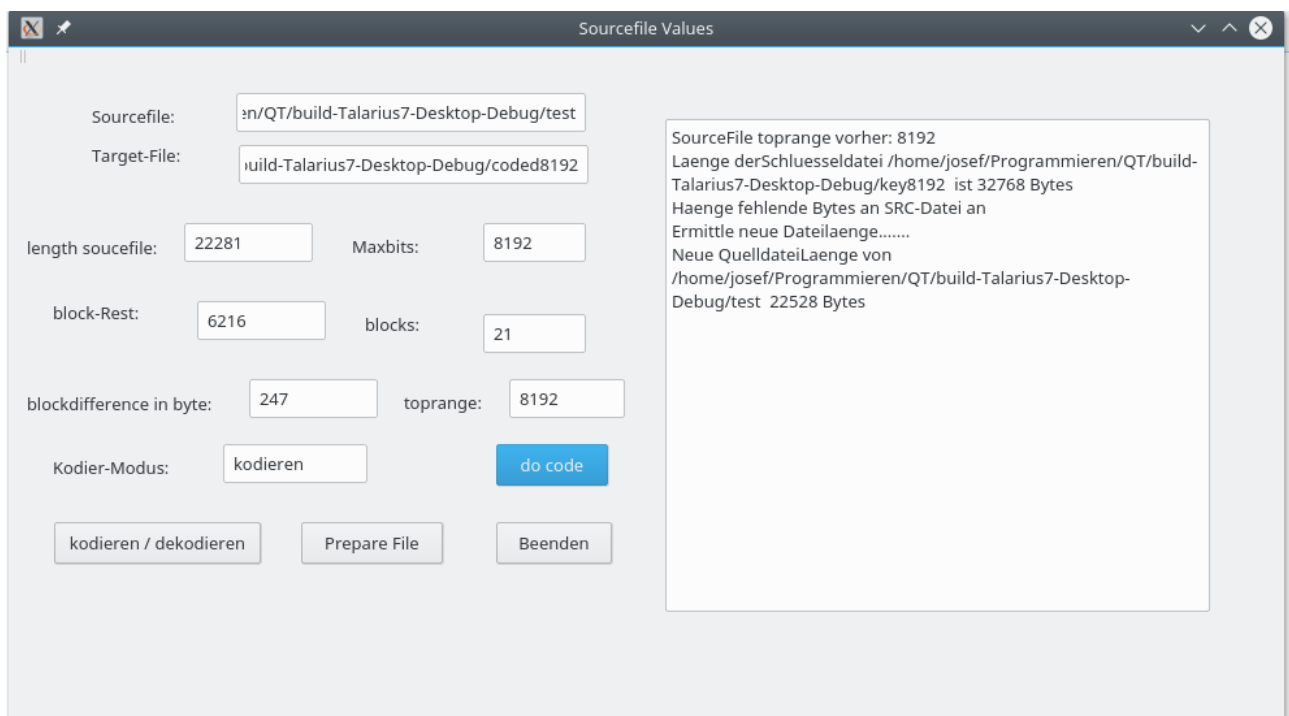 Sourcefile Values
Sourcefile:
en/QT/build-Talarius7-Desktop-Debug/test
Target-File:
build-Talarius7-Desktop-Debug/coded8192
length soucefile:
22281
Maxbits:
8192
block-Rest:
6216
blocks:
21
blockdifference in byte:
247
toprange:
8192
Kodier-Modus:
kodieren
do code
kodieren / dekodieren
Prepare File
Beenden
SourceFile toprange vorher: 8192
Laenge derSchluesseldatei /home/josef/Programmieren/QT/build-
Talarius7-Desktop-Debug/key8192 ist 32768 Bytes
Haenge fehlende Bytes an SRC-Datei an
Ermittle neue Dateilaenge.......
Neue QuelldateiLaenge von
/home/josef/Programmieren/QT/build-Talarius7-Desktop-
Debug/test 22528 Bytes